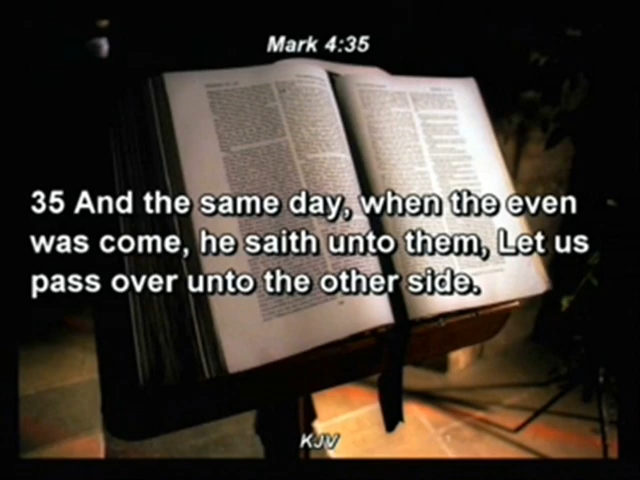 Mark 4:35
35 And the same day, when the even
was come, he saith unto them, Let us
pass over unto the other side.
KJV